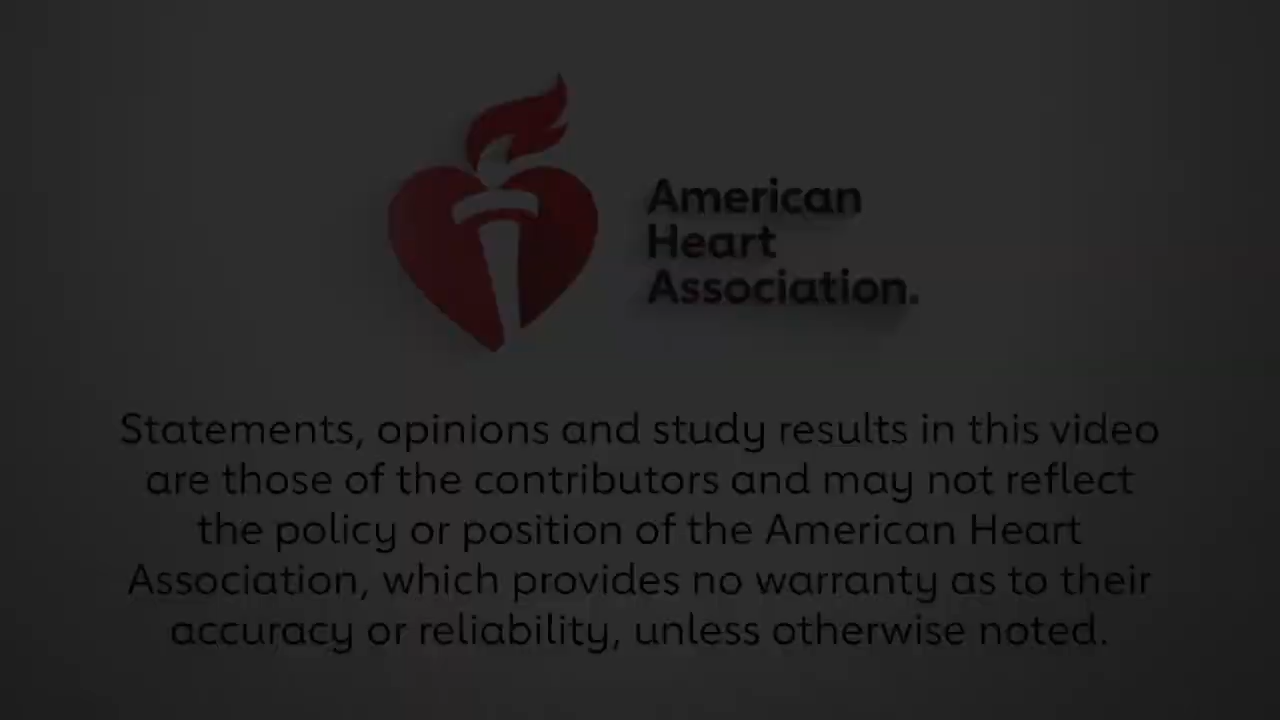 American
Heart
Association.
Statements, opinions and study results in this video
are those of the contributors and may not reflect
the policy or position of the American Heart
Association, which provides no warranty as to their
accuracy or reliability, unless otherwise noted.